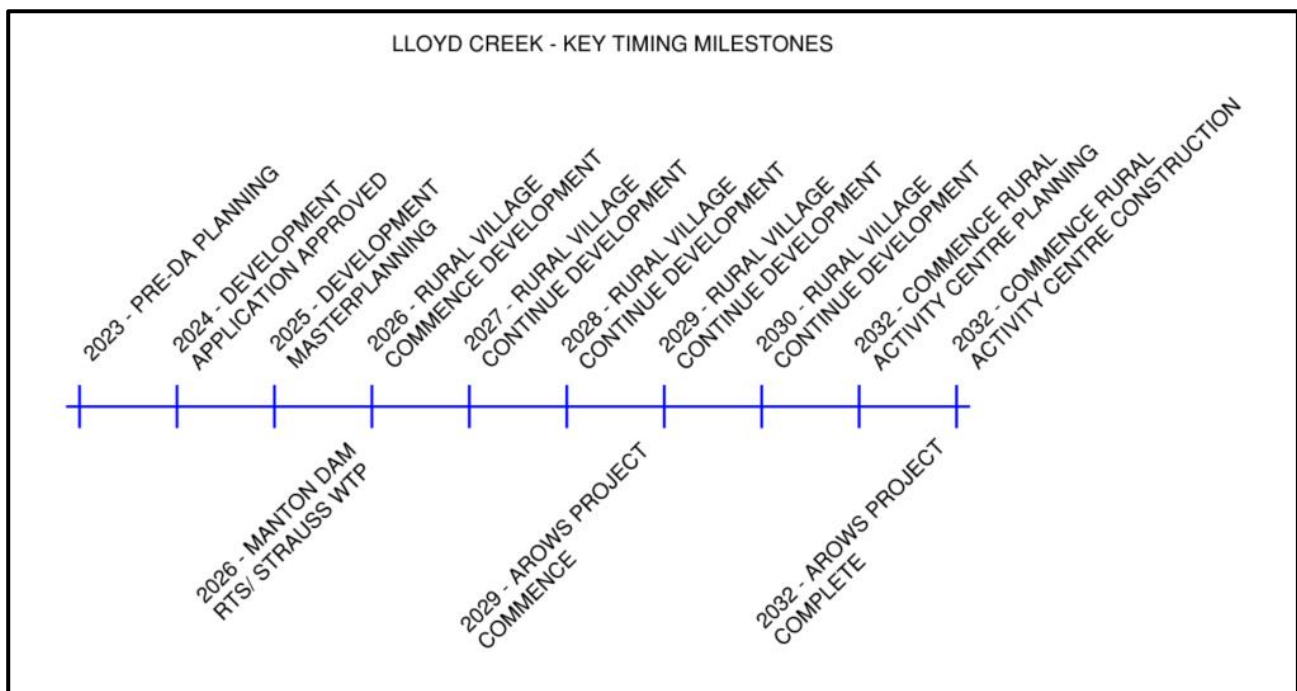 LLOYD CREEK - KEY TIMING MILESTONES
2023 - PRE-DA PLANNING
2024 - DEVELOPMENT
APPLICATION APPROVED
2025 - DEVELOPMENT
MASTERPLANNING
2026 - RURAL VILLAGE
COMMENCE DEVELOPMENT
2027 - RURAL VILLAGE
CONTINUE DEVELOPMENT
2028 - RURAL VILLAGE
CONTINUE DEVELOPMENT
2029 - RURAL VILLAGE
CONTINUE DEVELOPMENT
2030 - RURAL VILLAGE
CONTINUE DEVELOPMENT
2032 - COMMENCE RURAL
ACTIVITY CENTRE PLANNING
2032 - COMMENCE RURAL
ACTIVITY CENTRE CONSTRUCTION
2026 - MANTON DAM
RTS/ STRAUSS WTP
2029 - AROWS PROJECT
COMMENCE
2032 - AROWS PROJECT
COMPLETE